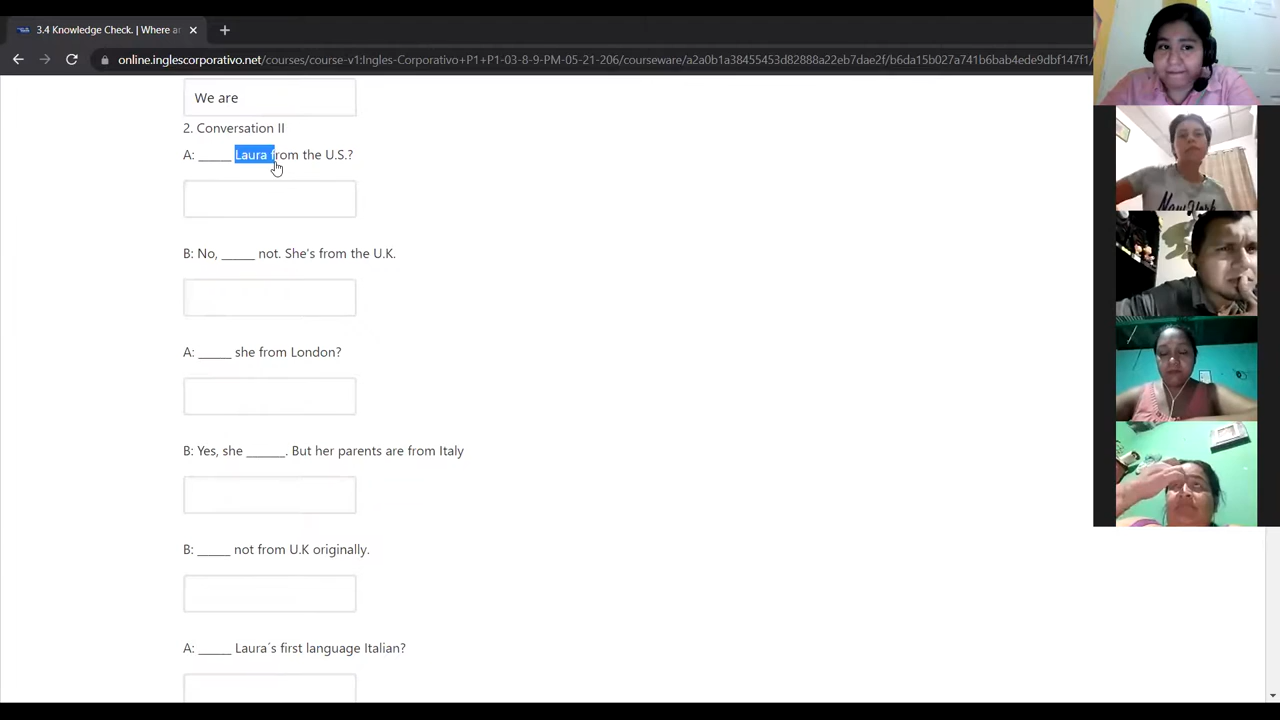 3.4 Knowledge Check. | Where ar
online.inglescorporativo.net/courses/course-v1:Ingles-Corporativo+P1+P1-03-8-9-PM-05-21-206/courseware/a2a0b1a38455453d82888a22eb7dae2f/b6da15b027a741b6bab4ede9dbf147f1/
We are
2. Conversation II
A: _____ Laura from the U.S.?
B: No, _____ not. She's from the U.K.
A: _____ she from London?
B: Yes, she ______. But her parents are from Italy
B: _____ not from U.K originally.
A: _____ Laura´s first language Italian?
New York